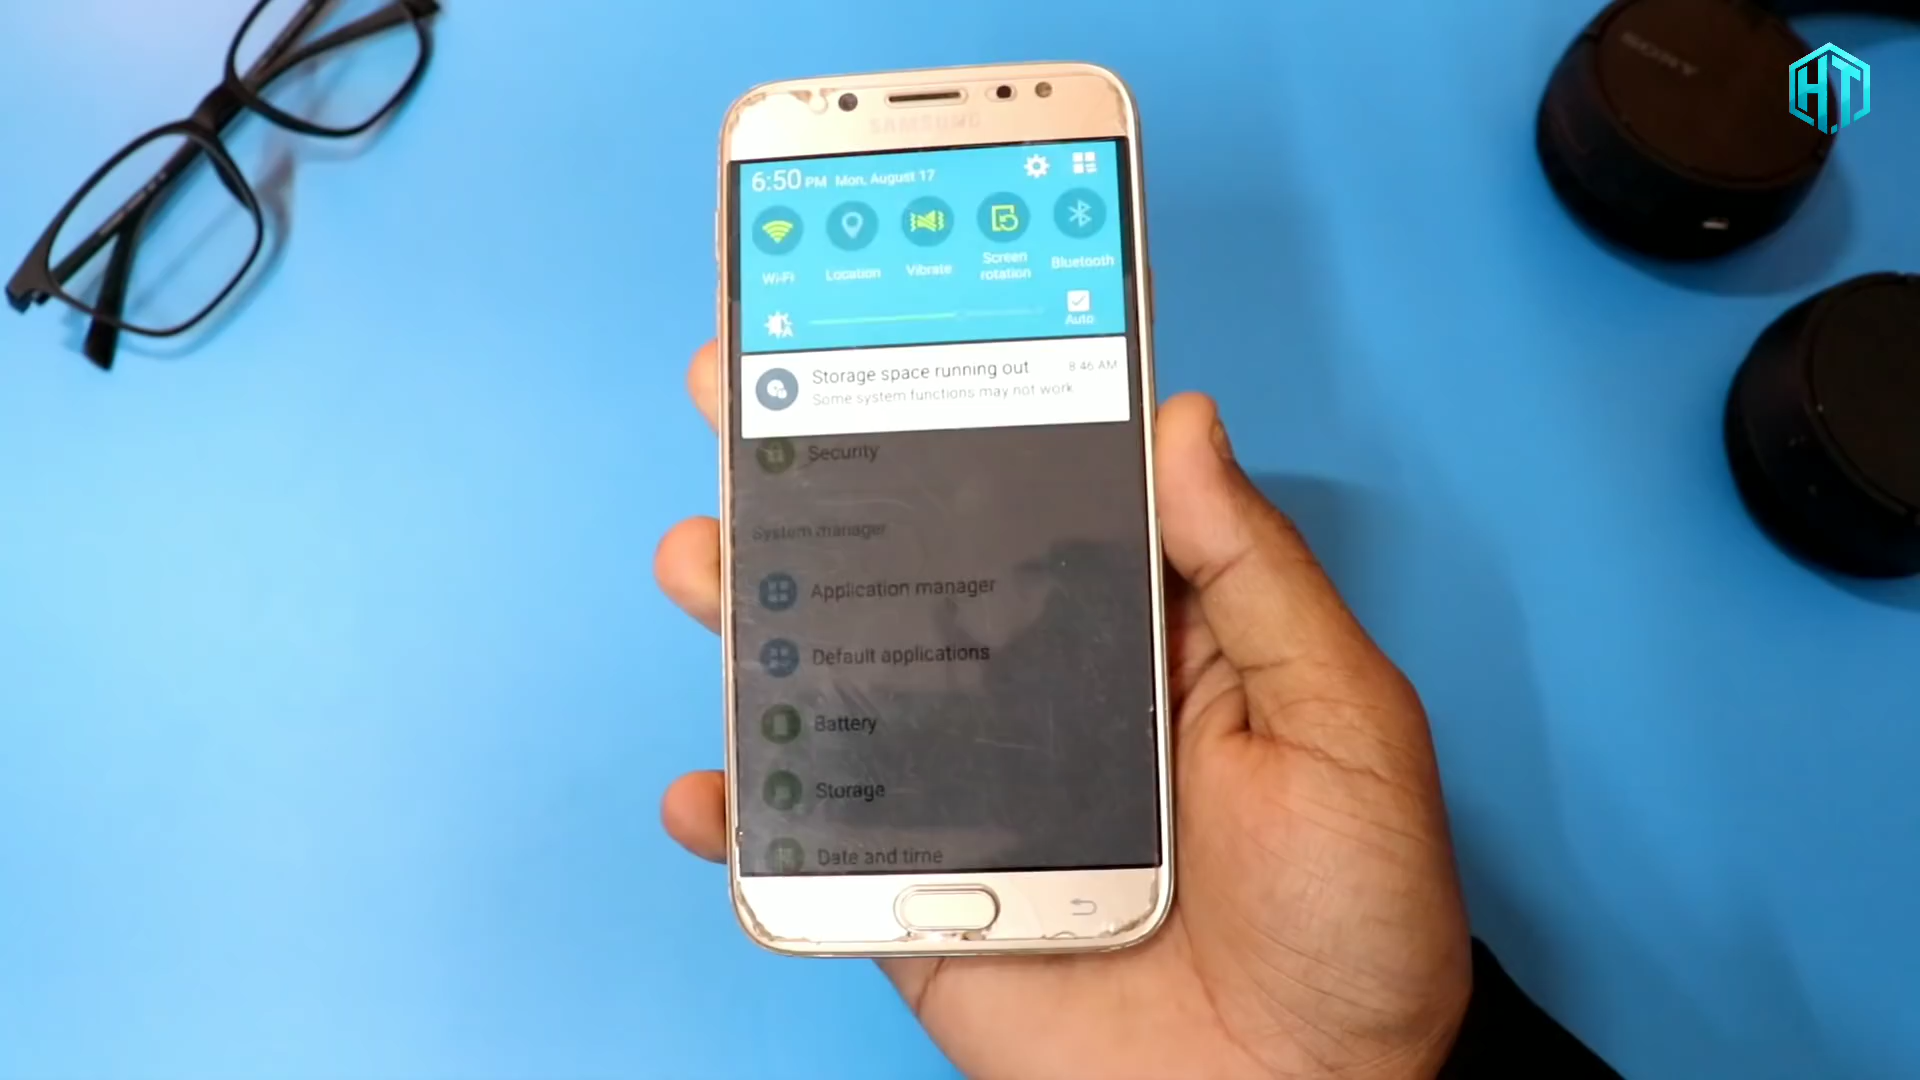 SONY
HT
SAMSUNG
6:50 PM Mon, August 17
Wi-Fi
Location
Vibrate
Screen
rotation
Bluetooth
A
Auto
Storage space running out
8:46 AM
Some system functions may not work
Security
System manager
Application manager
Default applications
Battery
Storage
Date and time